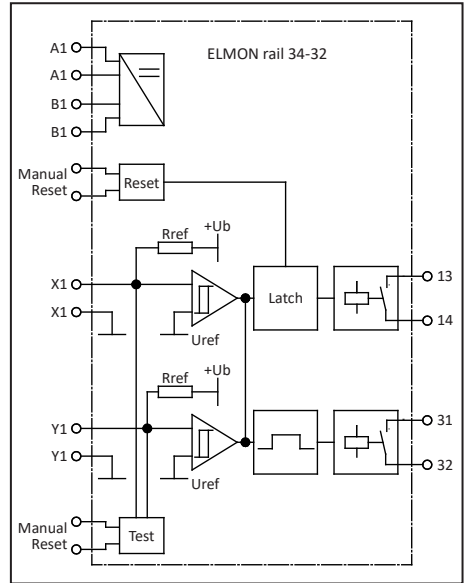 ELMON rail 34-32
A1
A1
B1
B1
Manual
Reset
Reset
Rref
+Ub
X1
X1
Uref
Latch
13
14
Rref
+Ub
Y1
Y1
Uref
31
32
Manual
Reset
Test